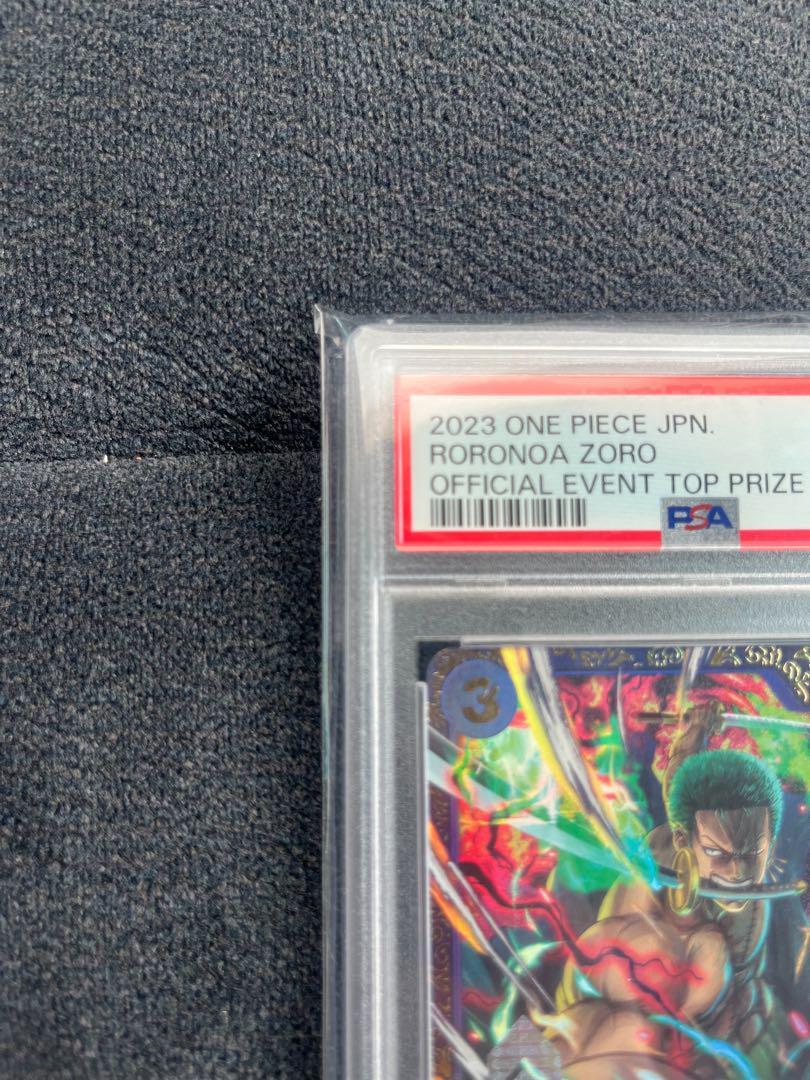 2023 ONE PIECE JPN.
RORONOA ZORO
OFFICIAL EVENT TOP PRIZE
PSA
3